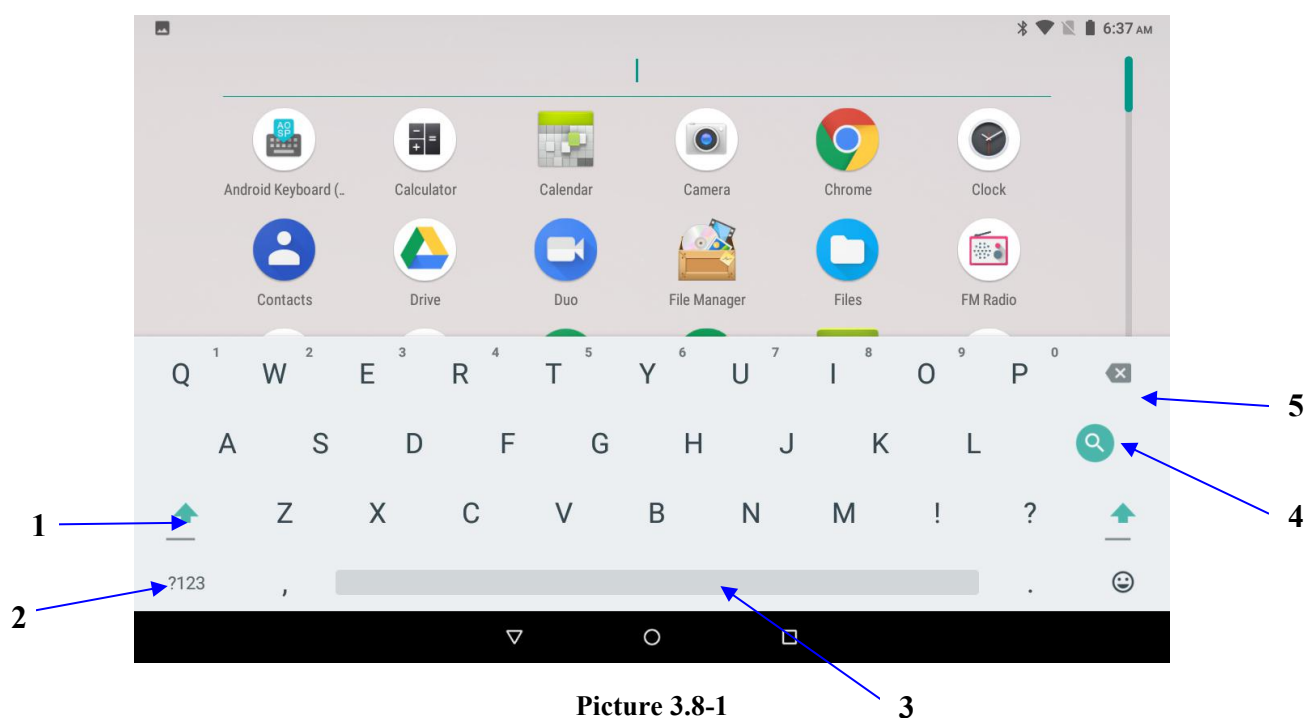 6:37 AM
AO
SP
Android Keyboard (..
Calculator
Calendar
Camera
Chrome
Clock
Contacts
Drive
Duo
File Manager
Files
FM Radio
Q 1 W 2 E 3 R 4 T 5 Y 6 U 7 I 8 O 9 P 0
5
A S D F G H J K L
4
1
Z X C V B N M ! ?
?123 , .
2
3
Picture 3.8-1